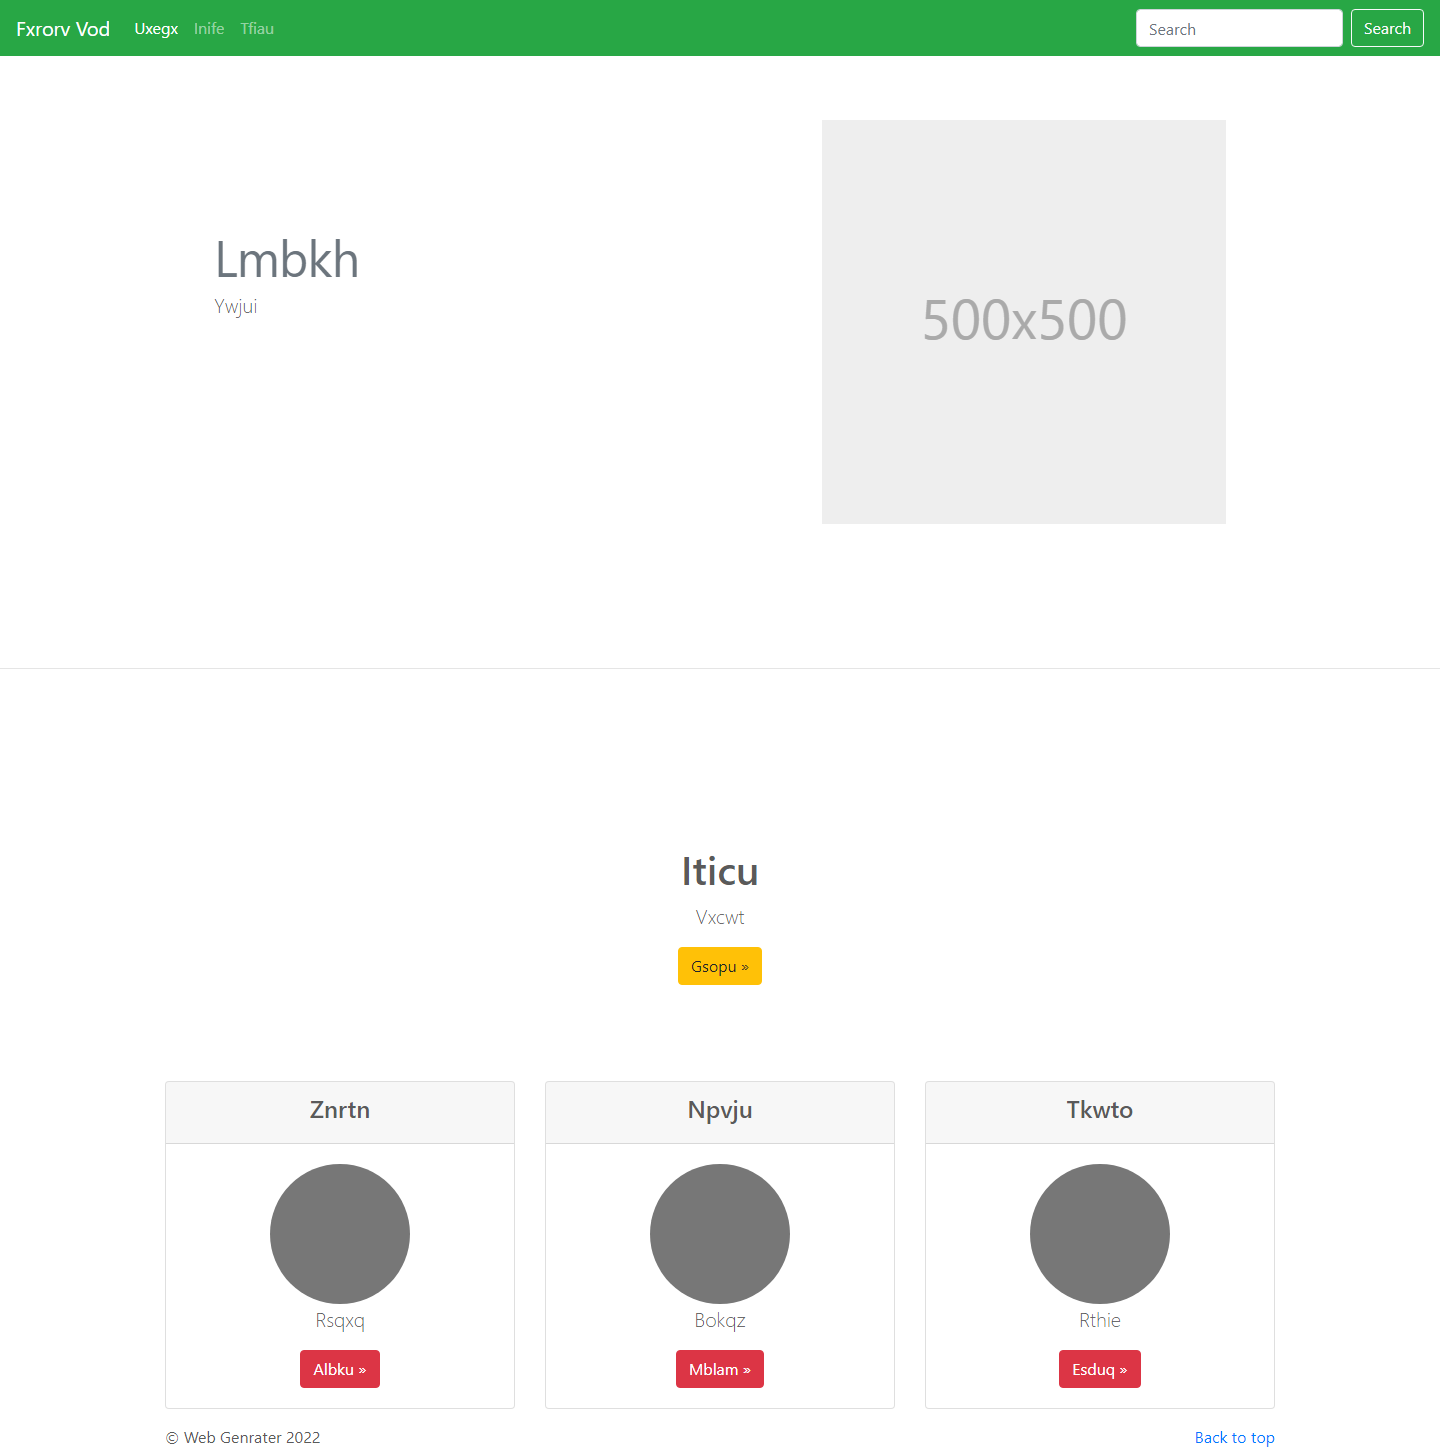 Fxrorv Vod Uxegx Inife Tfiau Search Search
Lmbkh
Ywjui
500x500
Iticu
Vxcwt
Gsopu »
Znrtn Npvju Tkwto
Rsqxq Bokqz Rthie
Albku » Mblam » Esduq »
© Web Genrater 2022 Back to top